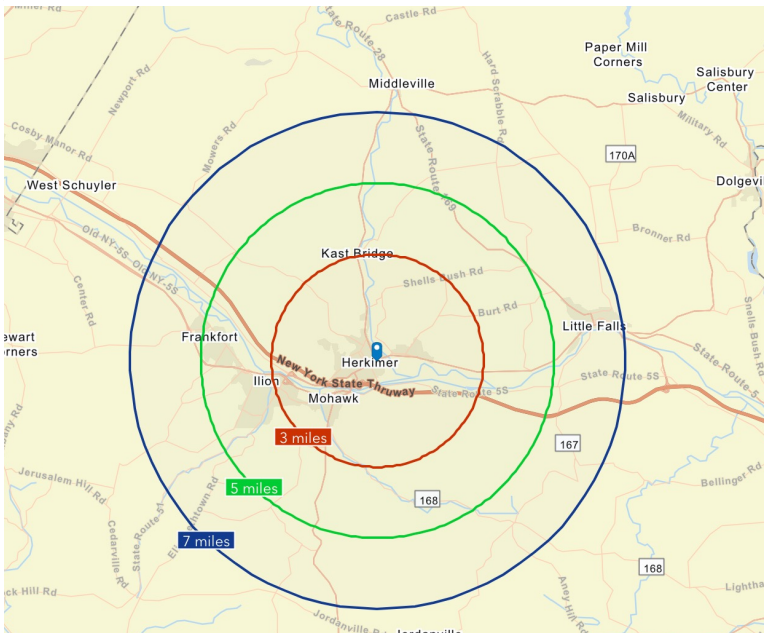 Miller Rd
State-Route-28
Castle Rd
Paper Mill
Corners
Hard Scrabble Rd
Newport Rd
Middleville
Salisbury
Center
Salisbury
Cosby Manor Rd
Mowers Rd
State-Route-169
Military Rd
170A
West Schuyler
Dolgevi
Old-NY-5S
Old-NY-5S
Bronner Rd
Kast Bridge
Shells Bush Rd
Center Rd
Burt Rd
Snells Bush Rd
Little Falls
ewart
orners
Frankfort
Herkimer
New York State Thruway
State-Route-5
Ilion
State Route 5S
State Route 5S
Mohawk
3 miles
167
Jerusalem Hill Rd
5 miles
168
Bellinger Rd
State-Route-51
Cedarville Rd
7 miles
168
ock Hill Rd
Aney Hill Rd
Lightha
Jordanville R
Jordanville